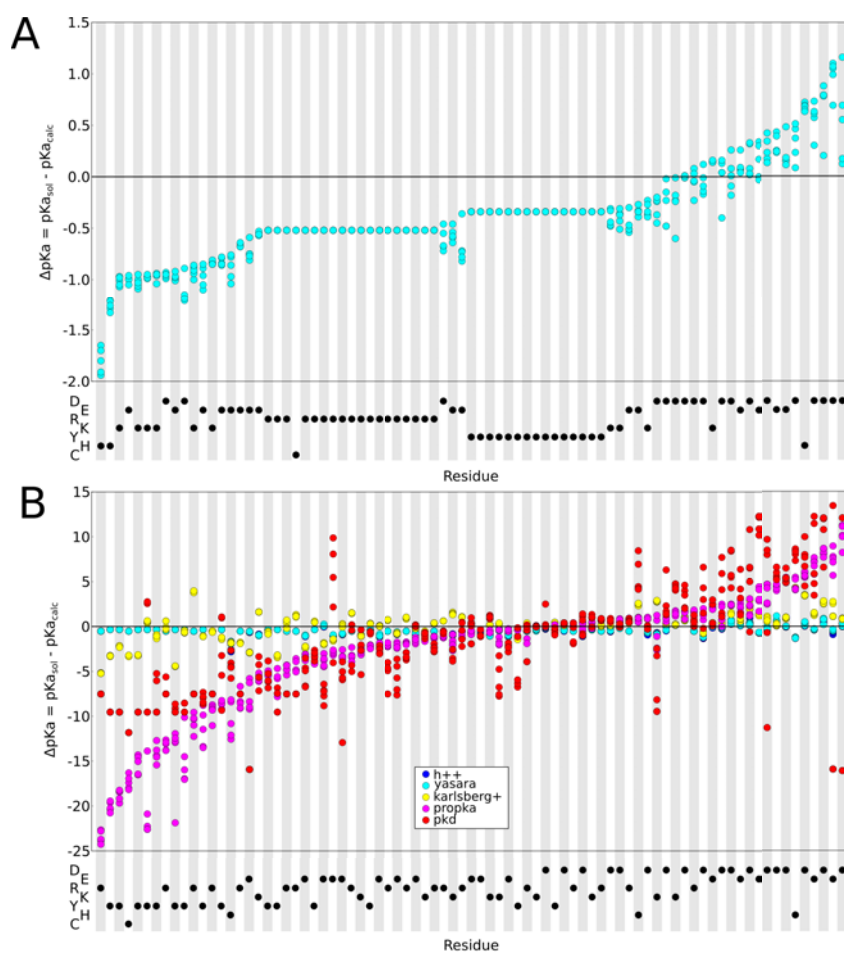 A
ΔpKa = pKa_sol - pKa_calc
1.5
1.0
0.5
0.0
-0.5
-1.0
-1.5
-2.0
D
E
R
K
Y
H
C
Residue
B
ΔpKa = pKa_sol - pKa_calc
15
10
5
0
-5
-10
-15
-20
-25
h++
yasara
karlsberg+
propka
pkd
D
E
R
K
Y
H
C
Residue